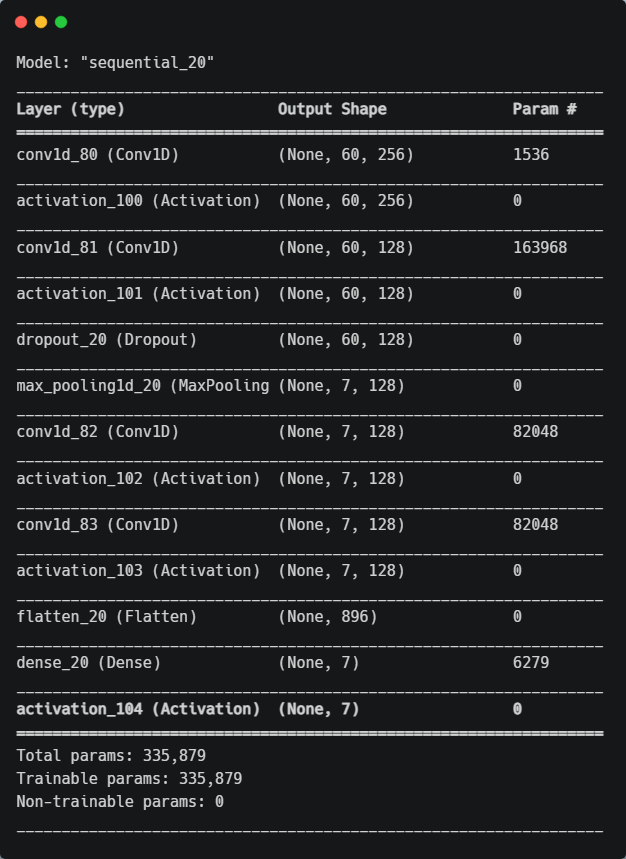 Model: "sequential_20"
_________________________________________________________________
Layer (type)                 Output Shape              Param #
=================================================================
conv1d_80 (Conv1D)           (None, 60, 256)           1536
_________________________________________________________________
activation_100 (Activation)  (None, 60, 256)           0
_________________________________________________________________
conv1d_81 (Conv1D)           (None, 60, 128)           163968
_________________________________________________________________
activation_101 (Activation)  (None, 60, 128)           0
_________________________________________________________________
dropout_20 (Dropout)         (None, 60, 128)           0
_________________________________________________________________
max_pooling1d_20 (MaxPooling (None, 7, 128)            0
_________________________________________________________________
conv1d_82 (Conv1D)           (None, 7, 128)            82048
_________________________________________________________________
activation_102 (Activation)  (None, 7, 128)            0
_________________________________________________________________
conv1d_83 (Conv1D)           (None, 7, 128)            82048
_________________________________________________________________
activation_103 (Activation)  (None, 7, 128)            0
_________________________________________________________________
flatten_20 (Flatten)         (None, 896)               0
_________________________________________________________________
dense_20 (Dense)             (None, 7)                 6279
_________________________________________________________________
activation_104 (Activation)  (None, 7)                 0
=================================================================
Total params: 335,879
Trainable params: 335,879
Non-trainable params: 0
_________________________________________________________________